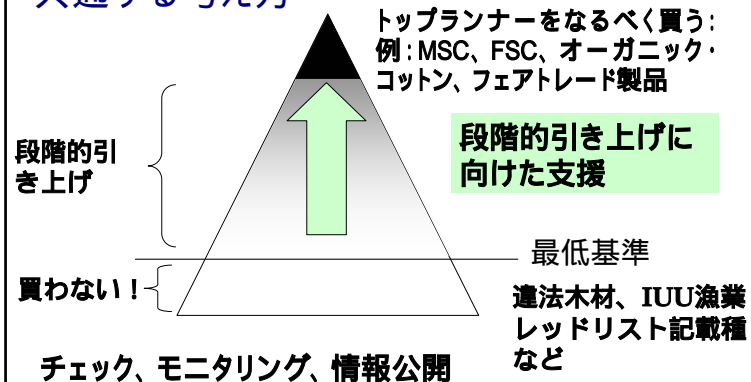 トップランナーをなるべく買う:
例:MSC、FSC、オーガニック・
コットン、フェアトレード製品
段階的引き上げに
向けた支援
段階的引
き上げ
最低基準
買わない!
違法木材、IUU漁業
レッドリスト記載種
など
チェック、モニタリング、情報公開